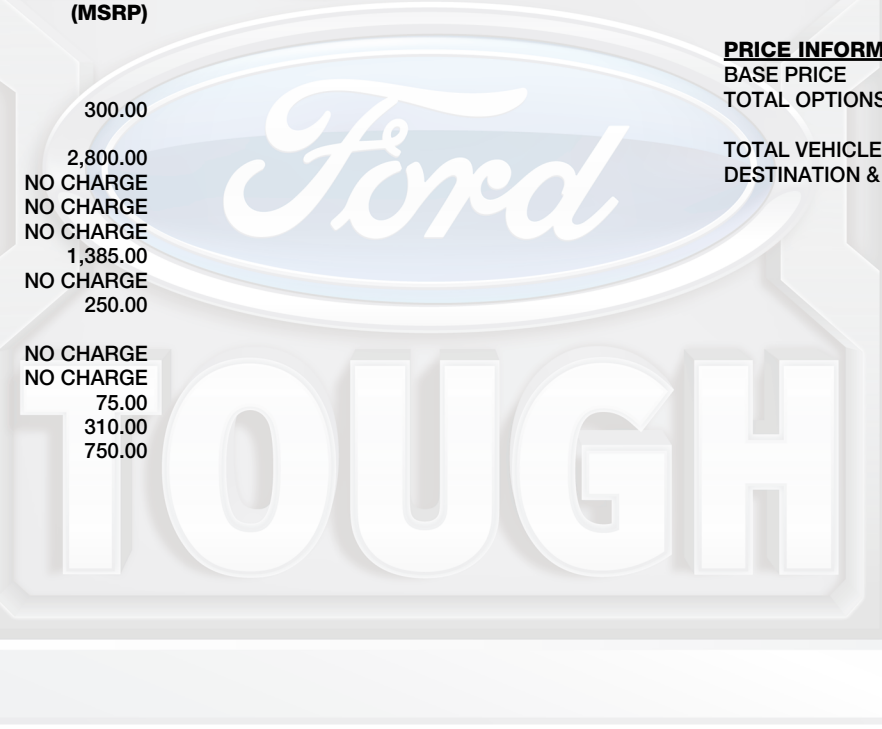 (MSRP)
300.00
2,800.00
NO CHARGE
NO CHARGE
NO CHARGE
1,385.00
NO CHARGE
250.00
NO CHARGE
NO CHARGE
75.00
310.00
750.00
PRICE INFORM
BASE PRICE
TOTAL OPTIONS
TOTAL VEHICLE
DESTINATION &
Ford
TOUGH